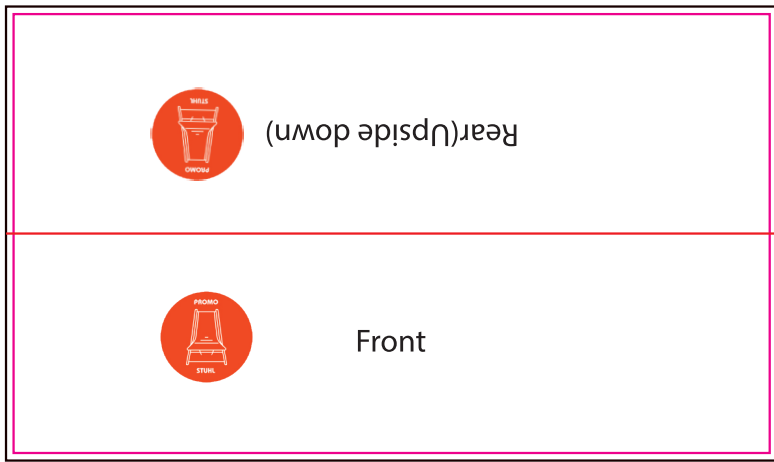 STUHL
PROMO
Rear(Upside down)
PROMO
STUHL
Front